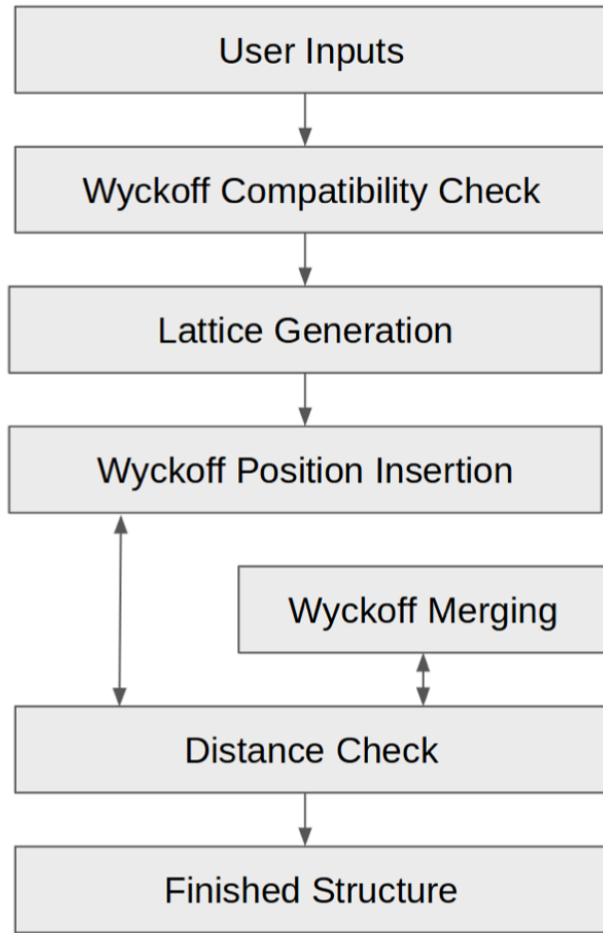 User Inputs
Wyckoff Compatibility Check
Lattice Generation
Wyckoff Position Insertion
Wyckoff Merging
Distance Check
Finished Structure